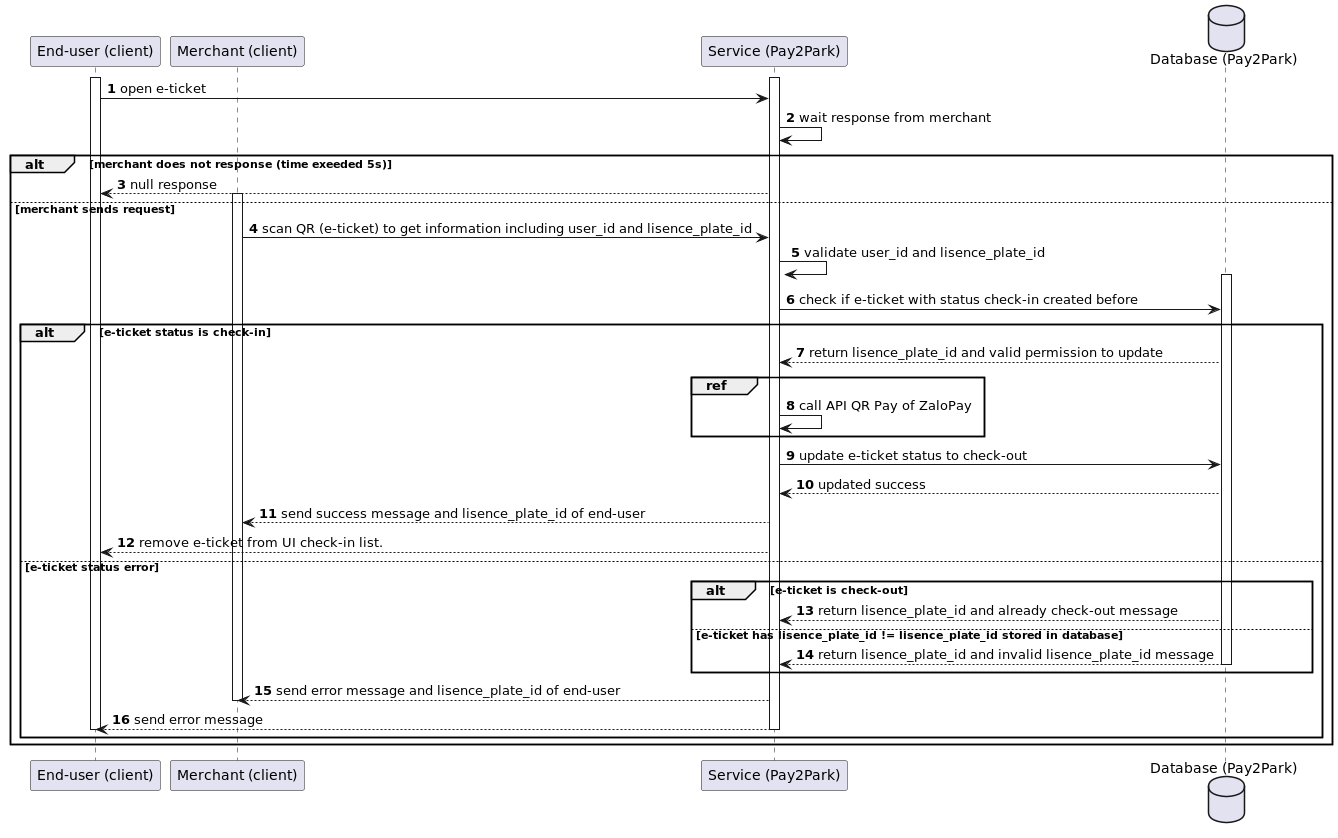 End-user (client)
Merchant (client)
Service (Pay2Park)
Database (Pay2Park)
1 open e-ticket
2 wait response from merchant
alt
[merchant does not response (time exeeded 5s)]
3 null response
[merchant sends request]
4 scan QR (e-ticket) to get information including user_id and lisence_plate_id
5 validate user_id and lisence_plate_id
6 check if e-ticket with status check-in created before
alt
[e-ticket status is check-in]
7 return lisence_plate_id and valid permission to update
ref
8 call API QR Pay of ZaloPay
9 update e-ticket status to check-out
10 updated success
11 send success message and lisence_plate_id of end-user
12 remove e-ticket from UI check-in list.
[e-ticket status error]
alt
[e-ticket is check-out]
13 return lisence_plate_id and already check-out message
[e-ticket has lisence_plate_id != lisence_plate_id stored in database]
14 return lisence_plate_id and invalid lisence_plate_id message
15 send error message and lisence_plate_id of end-user
16 send error message
End-user (client)
Merchant (client)
Service (Pay2Park)
Database (Pay2Park)